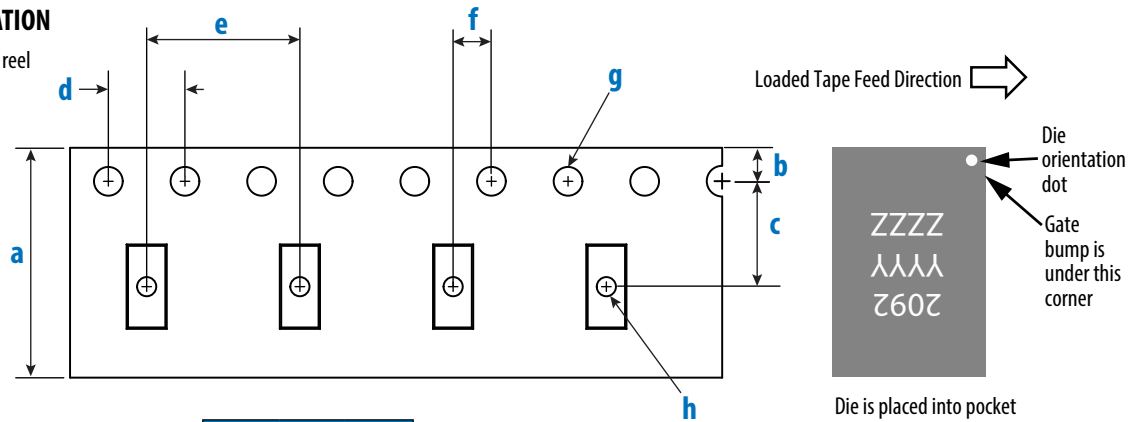 ATION
reel
e
f
d
g
Loaded Tape Feed Direction
a
b
c
h
Die
orientation
dot
Gate
bump is
under this
corner
2092
YYYY
ZZZZ
Die is placed into pocket